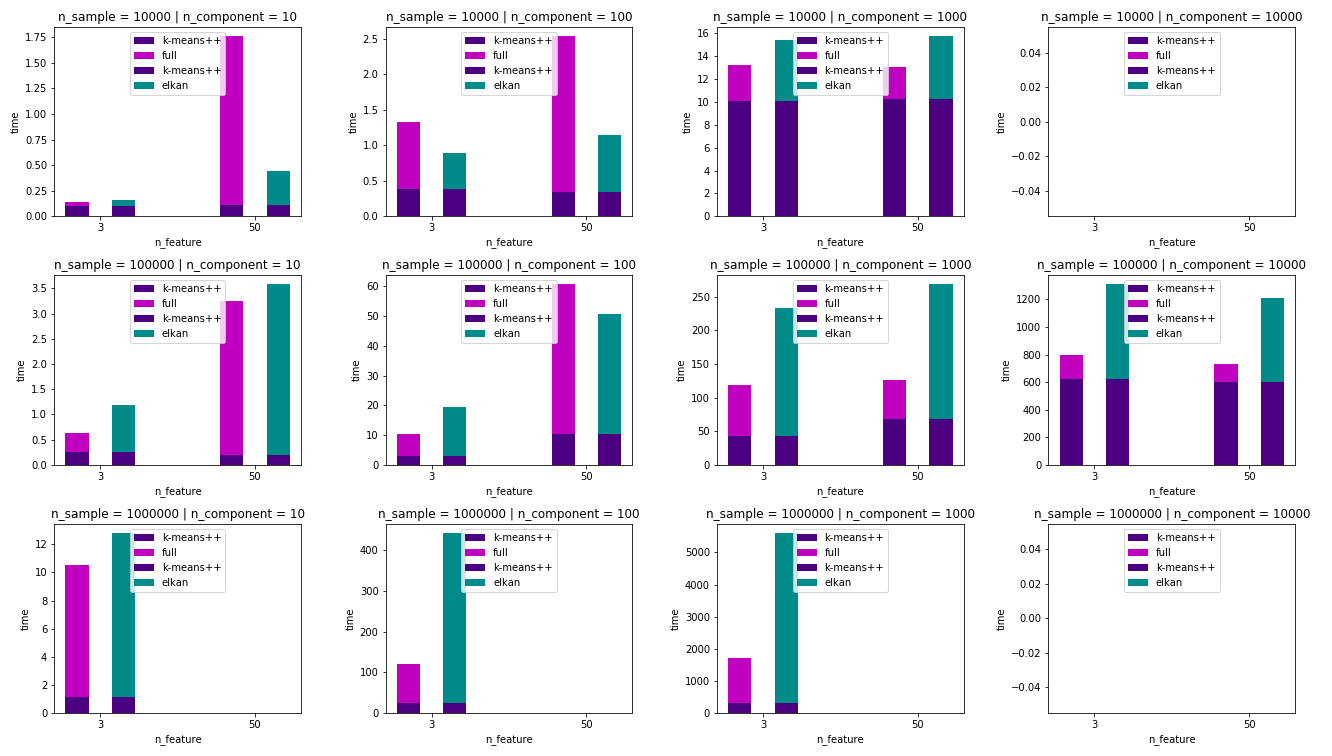 n_sample = 10000 | n_component = 10
1.75
1.50
1.25
1.00
0.75
0.50
0.25
0.00
time
k-means++
full
k-means++
elkan
3
50
n_feature
n_sample = 10000 | n_component = 100
2.5
2.0
1.5
1.0
0.5
0.0
time
k-means++
full
k-means++
elkan
3
50
n_feature
n_sample = 10000 | n_component = 1000
16
14
12
10
8
6
4
2
0
time
k-means++
full
k-means++
elkan
3
50
n_feature
n_sample = 10000 | n_component = 10000
0.04
0.02
0.00
−0.02
−0.04
time
k-means++
full
k-means++
elkan
3
50
n_feature
n_sample = 100000 | n_component = 10
3.5
3.0
2.5
2.0
1.5
1.0
0.5
0.0
time
k-means++
full
k-means++
elkan
3
50
n_feature
n_sample = 100000 | n_component = 100
60
50
40
30
20
10
0
time
k-means++
full
k-means++
elkan
3
50
n_feature
n_sample = 100000 | n_component = 1000
250
200
150
100
50
0
time
k-means++
full
k-means++
elkan
3
50
n_feature
n_sample = 100000 | n_component = 10000
1200
1000
800
600
400
200
0
time
k-means++
full
k-means++
elkan
3
50
n_feature
n_sample = 1000000 | n_component = 10
12
10
8
6
4
2
0
time
k-means++
full
k-means++
elkan
3
50
n_feature
n_sample = 1000000 | n_component = 100
400
300
200
100
0
time
k-means++
full
k-means++
elkan
3
50
n_feature
n_sample = 1000000 | n_component = 1000
5000
4000
3000
2000
1000
0
time
k-means++
full
k-means++
elkan
3
50
n_feature
n_sample = 1000000 | n_component = 10000
0.04
0.02
0.00
−0.02
−0.04
time
k-means++
full
k-means++
elkan
3
50
n_feature